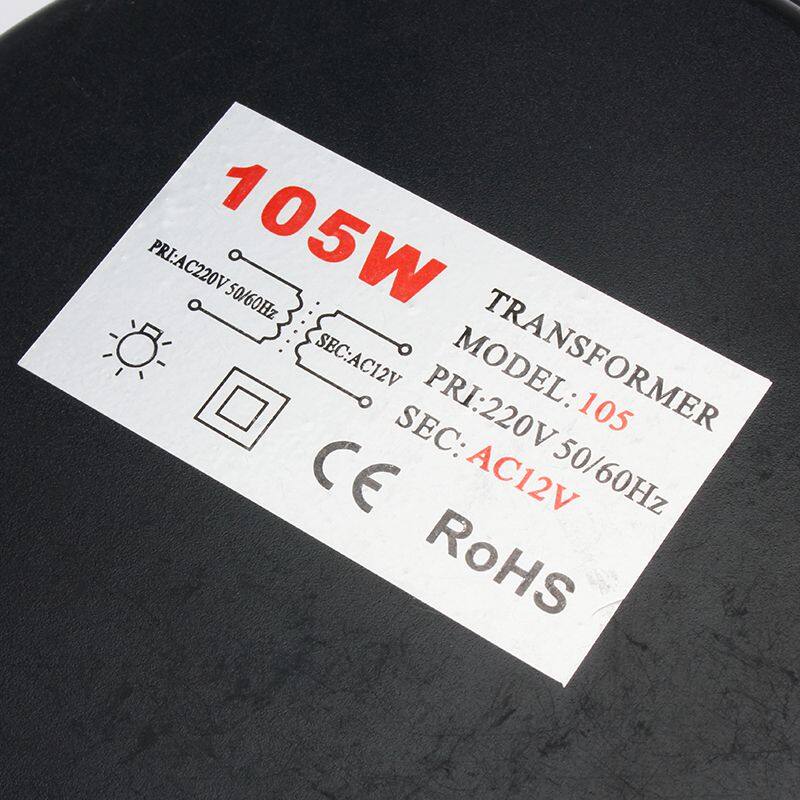 105W
PRI:AC220V 50/60Hz
SEC:AC12V
TRANSFORMER
MODEL: 105
PRI:220V 50/60Hz
SEC: AC12V
CE
RoHS